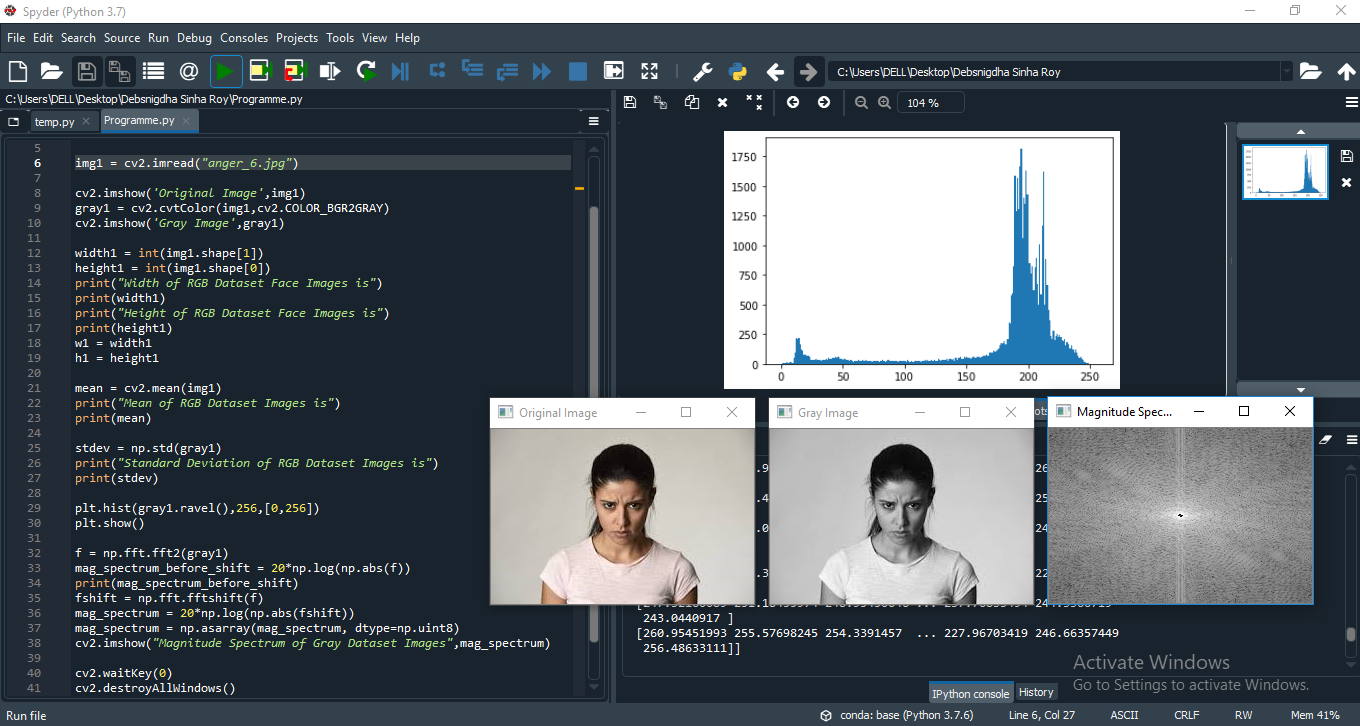 Spyder (Python 3.7)
File Edit Search Source Run Debug Consoles Projects Tools View Help
C:\Users\DELL\Desktop\Debsnigdha Sinha Roy
C:\Users\DELL\Desktop\Debsnigdha Sinha Roy\Programme.py
temp.py
Programme.py
5
6 img1 = cv2.imread("anger_6.jpg")
7
8 cv2.imshow('Original Image',img1)
9 gray1 = cv2.cvtColor(img1,cv2.COLOR_BGR2GRAY)
10 cv2.imshow('Gray Image',gray1)
11
12 width1 = int(img1.shape[1])
13 height1 = int(img1.shape[0])
14 print("Width of RGB Dataset Face Images is")
15 print(width1)
16 print("Height of RGB Dataset Face Images is")
17 print(height1)
18 w1 = width1
19 h1 = height1
20
21 mean = cv2.mean(img1)
22 print("Mean of RGB Dataset Images is")
23 print(mean)
24
25 stdev = np.std(gray1)
26 print("Standard Deviation of RGB Dataset Images is")
27 print(stdev)
28
29 plt.hist(gray1.ravel(),256,[0,256])
30 plt.show()
31
32 f = np.fft.fft2(gray1)
33 mag_spectrum_before_shift = 20*np.log(np.abs(f))
34 print(mag_spectrum_before_shift)
35 fshift = np.fft.fftshift(f)
36 mag_spectrum = 20*np.log(np.abs(fshift))
37 mag_spectrum = np.asarray(mag_spectrum, dtype=np.uint8)
38 cv2.imshow("Magnitude Spectrum of Gray Dataset Images",mag_spectrum)
39
40 cv2.waitKey(0)
41 cv2.destroyAllWindows()
104 %
1750
1500
1250
1000
750
500
250
0
0 50 100 150 200 250
Original Image
Gray Image
Magnitude Spec...
243.0440917 ]
[260.95451993 255.57698245 254.3391457 ... 227.96703419 246.66357449
256.48633111]]
Activate Windows
Go to Settings to activate Windows.
IPython console
History
Run file
conda: base (Python 3.7.6)
Line 6, Col 27
ASCII
CRLF
RW
Mem 41%